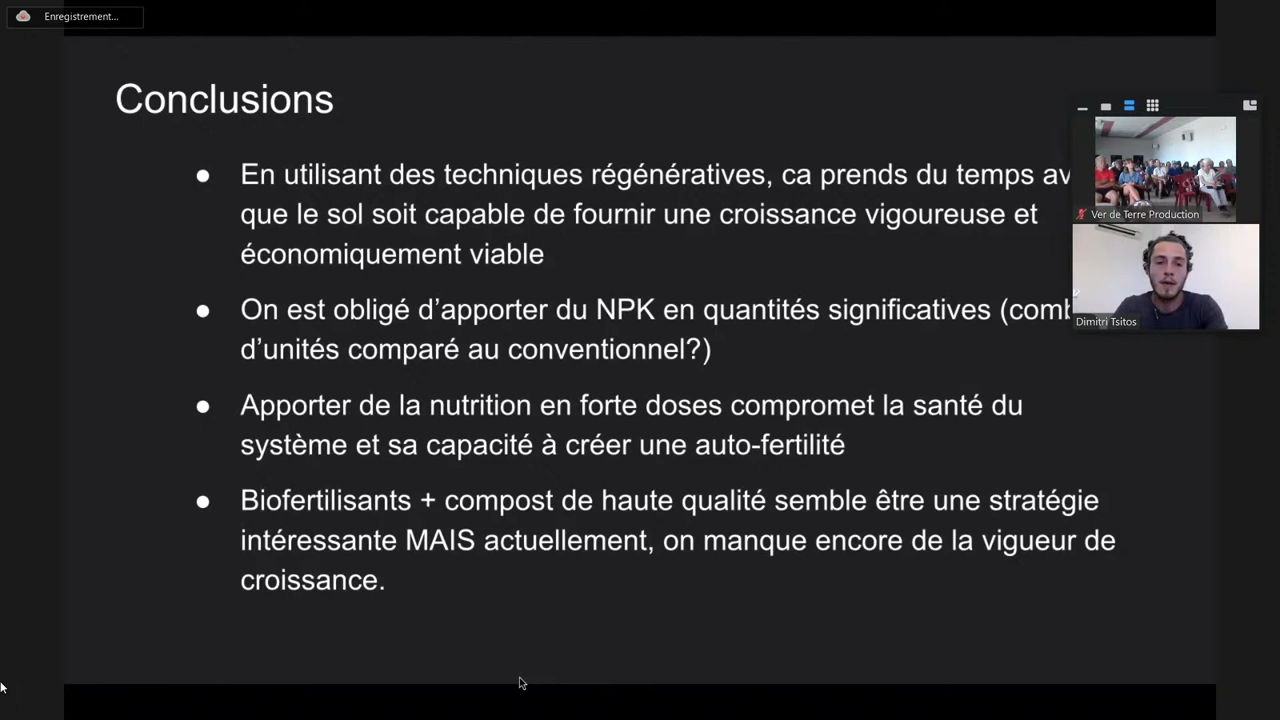 Enregistrement...
Conclusions
● En utilisant des techniques régénératives, ca prends du temps
que le sol soit capable de fournir une croissance vigoureuse et
économiquement viable
● On est obligé d’apporter du NPK en quantités significatives
d’unités comparé au conventionnel?)
● Apporter de la nutrition en forte doses compromet la santé du
système et sa capacité à créer une auto-fertilité
● Biofertilisants + compost de haute qualité semble être une stratégie
intéressante MAIS actuellement, on manque encore de la vigueur de
croissance.
Ver de Terre Production
Dimitri Tsitos